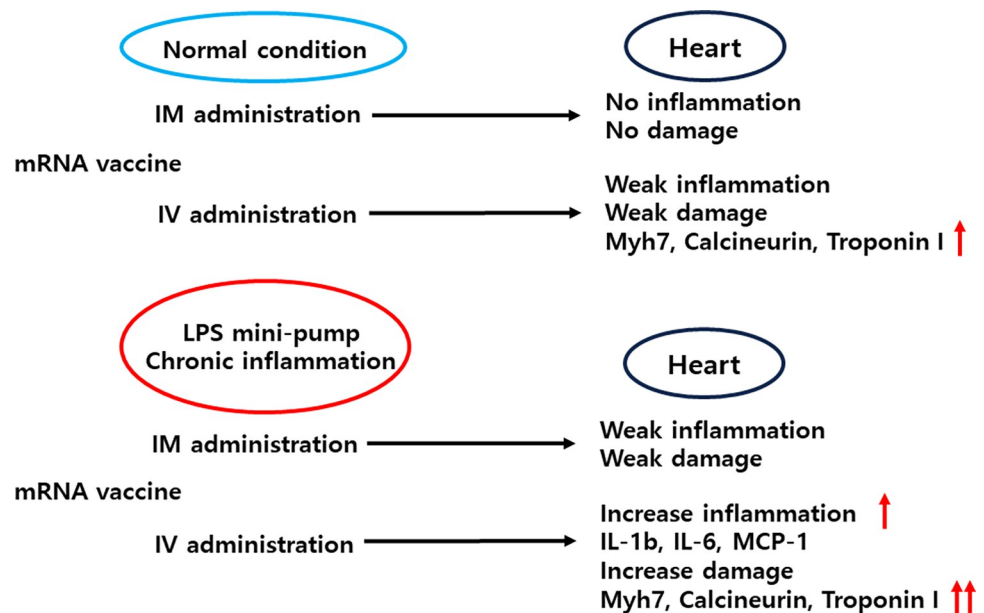 Normal condition
Heart
IM administration
No inflammation
No damage
mRNA vaccine
IV administration
Weak inflammation
Weak damage
Myh7, Calcineurin, Troponin I
LPS mini-pump
Chronic inflammation
Heart
IM administration
Weak inflammation
Weak damage
mRNA vaccine
IV administration
Increase inflammation
IL-1b, IL-6, MCP-1
Increase damage
Myh7, Calcineurin, Troponin I